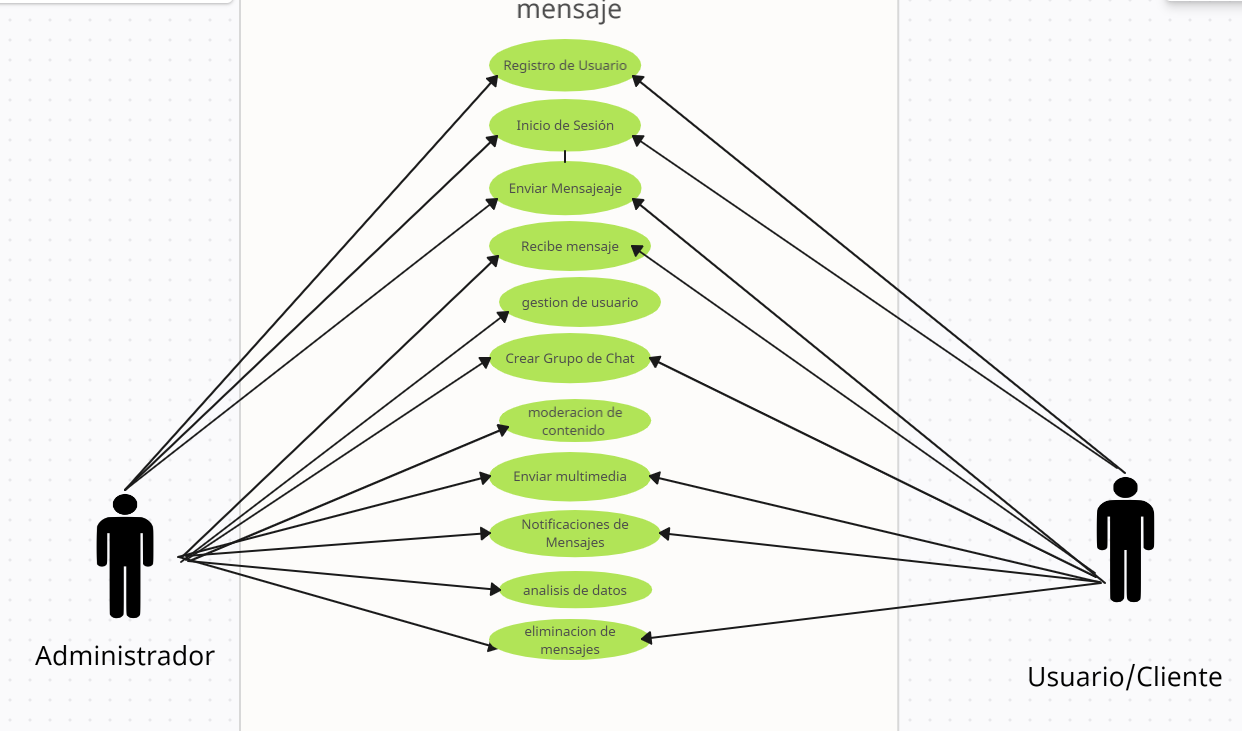 mensaje
Registro de Usuario
Inicio de Sesión
Enviar Mensajeaje
Recibe mensaje
gestion de usuario
Crear Grupo de Chat
moderacion de
contenido
Enviar multimedia
Notificaciones de
Mensajes
analisis de datos
eliminacion de
mensajes
Administrador
Usuario/Cliente